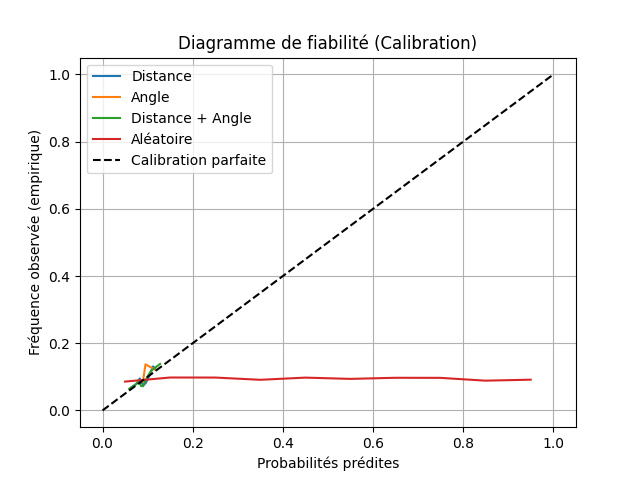 Diagramme de fiabilité (Calibration)
Distance
Angle
Distance + Angle
Aléatoire
Calibration parfaite
Fréquence observée (empirique)
1.0
0.8
0.6
0.4
0.2
0.0
0.0 0.2 0.4 0.6 0.8 1.0
Probabilités prédites